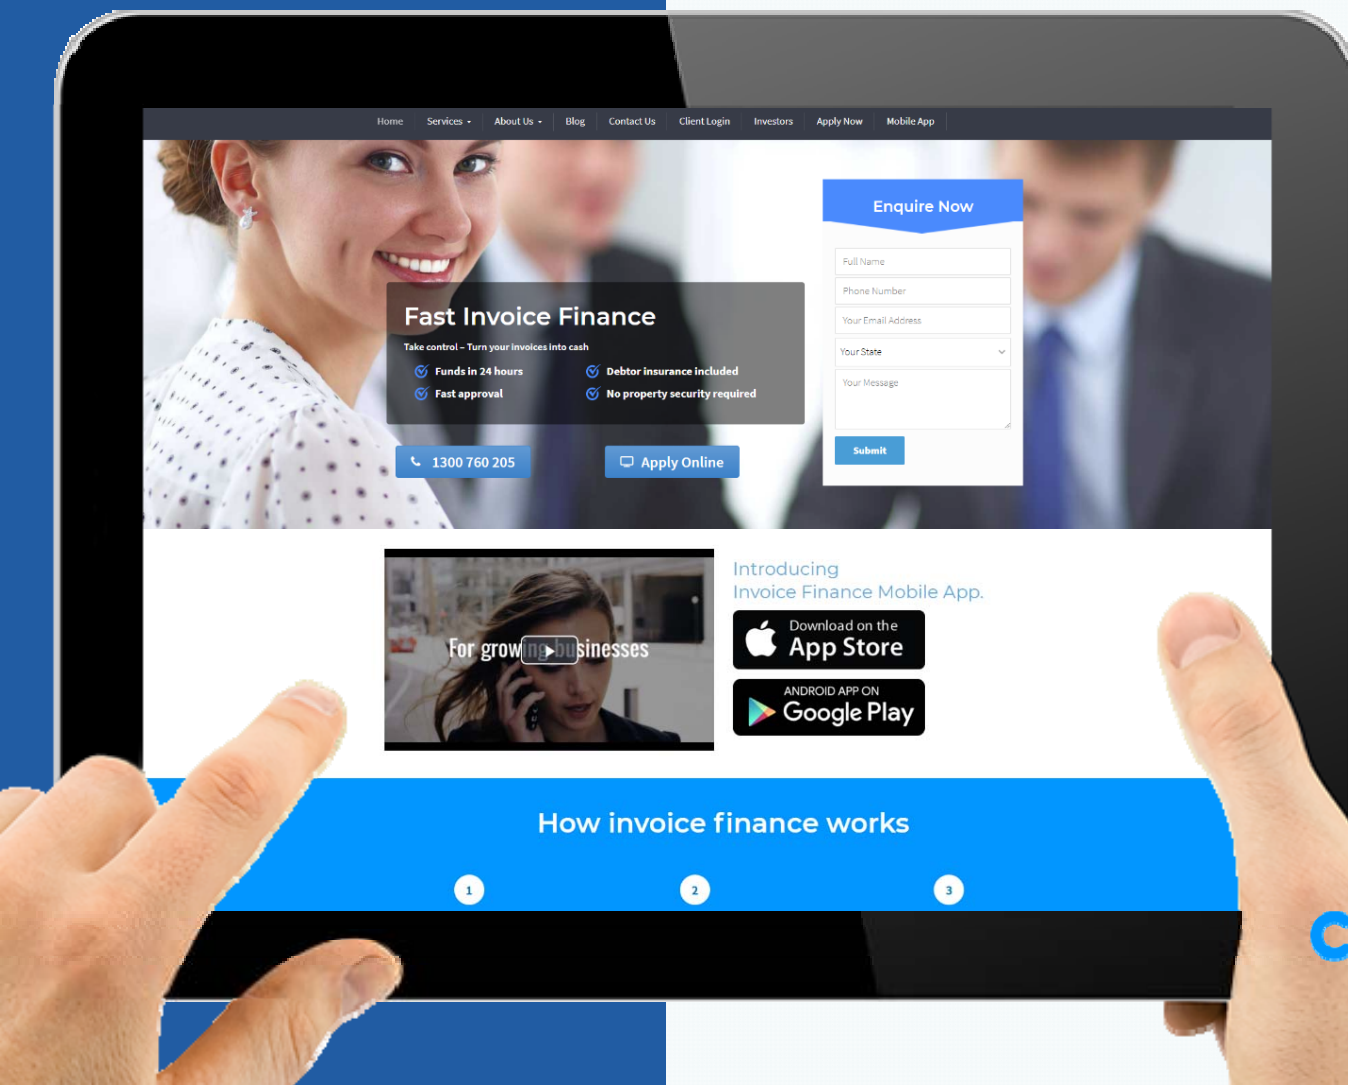 Home Services About Us Blog Contact Us Client Login Investors Apply Now Mobile App
Enquire Now
Full Name
Phone Number
Your Email Address
Your State
Your Message
Submit
Fast Invoice Finance
Take control – Turn your invoices into cash
Funds in 24 hours Debtor insurance included
Fast approval No property security required
1300 760 205 Apply Online
For growing businesses
Introducing
Invoice Finance Mobile App.
Download on the
App Store
ANDROID APP ON
Google Play
How invoice finance works
1 2 3
C